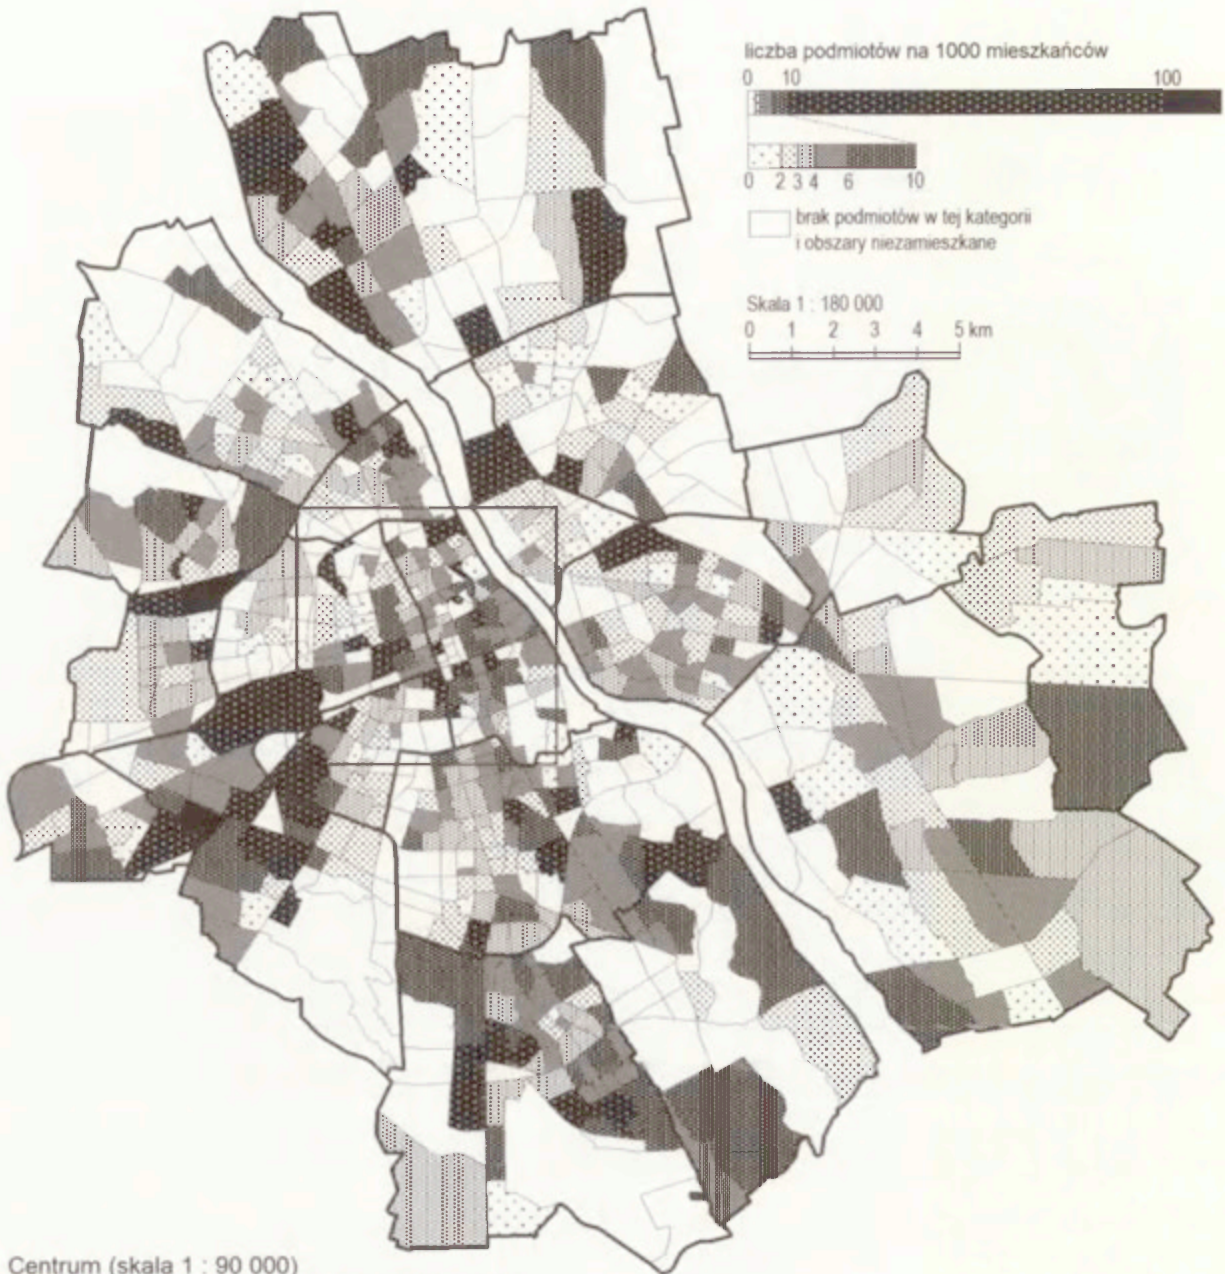 liczba podmiotów na 1000 mieszkańców
0 10 100
0 2 3 4 6 10
brak podmiotów w tej kategorii
i obszary niezamieszkane
Skala 1 : 180 000
0 1 2 3 4 5 km
Centrum (skala 1 : 90 000)